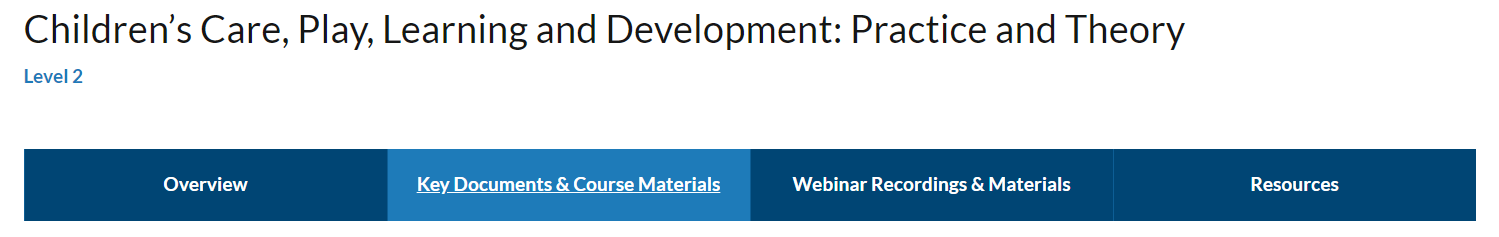 Children’s Care, Play, Learning and Development: Practice and Theory
Level 2
Overview
Key Documents & Course Materials
Webinar Recordings & Materials
Resources